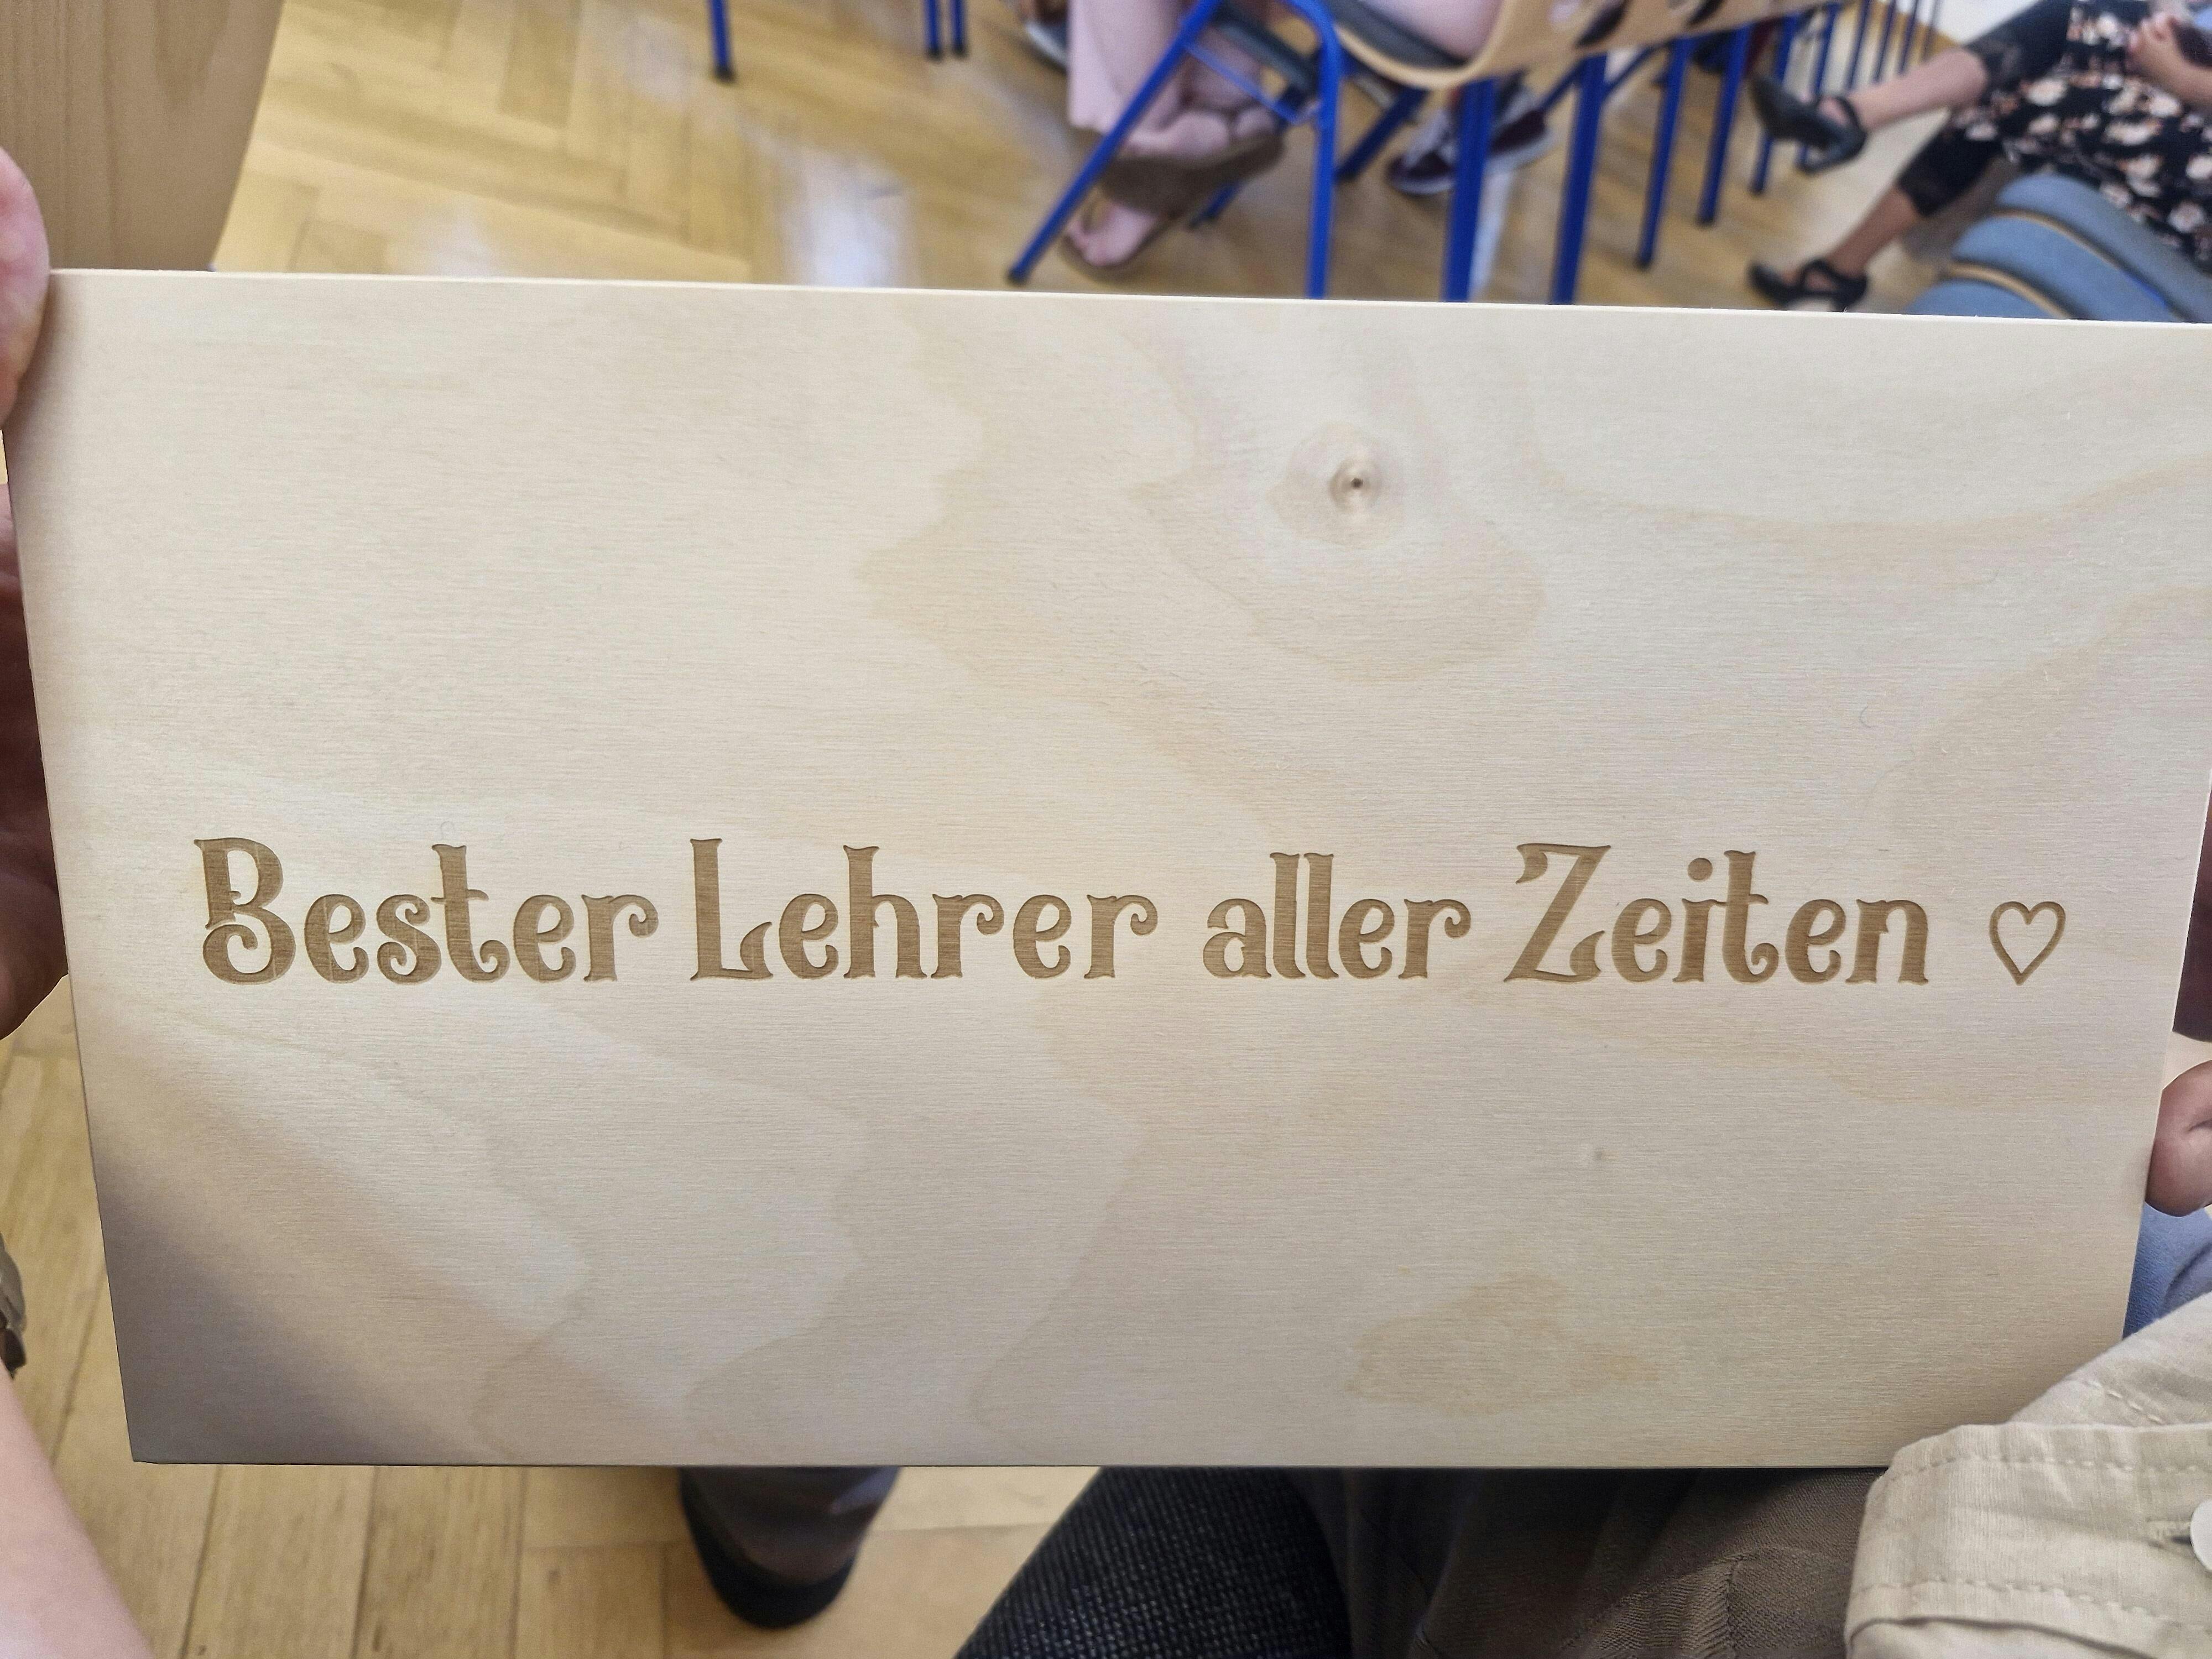 Bester Lehrer aller Zeiten ♡